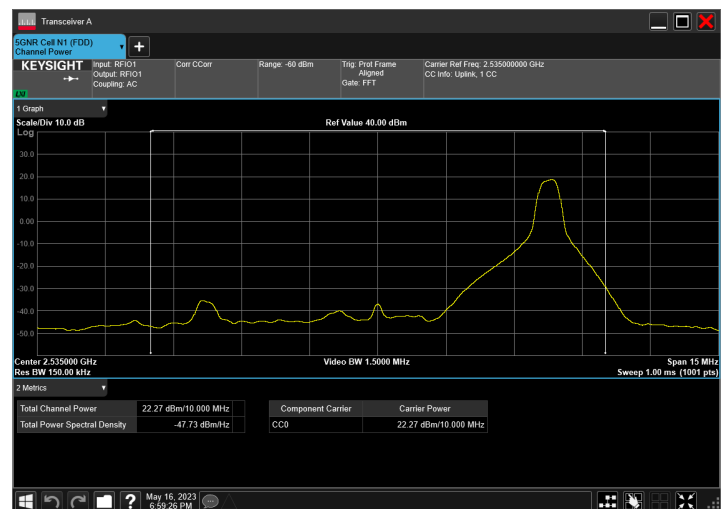 Transceiver A
5GNR Cell N1 (FDD)
Channel Power
KEYSIGHT
Input: RFIO1
Output: RFIO1
Coupling: AC
Corr CCorr
Range: -60 dBm
Trig: Prot Frame
Aligned
Gate: FFT
Carrier Ref Freq: 2.535000000 GHz
CC Info: Uplink, 1 CC
LXI
1 Graph
Scale/Div 10.0 dB
Ref Value 40.00 dBm
Log
30.0
20.0
10.0
0.00
-10.0
-20.0
-30.0
-40.0
-50.0
Center 2.535000 GHz
Video BW 1.5000 MHz
Span 15 MHz
Res BW 150.00 kHz
Sweep 1.00 ms (1001 pts)
2 Metrics
Total Channel Power 22.27 dBm/10.000 MHz
Total Power Spectral Density -47.73 dBm/Hz
Component Carrier Carrier Power
CC0 22.27 dBm/10.000 MHz
?
May 16, 2023
6:59:26 PM